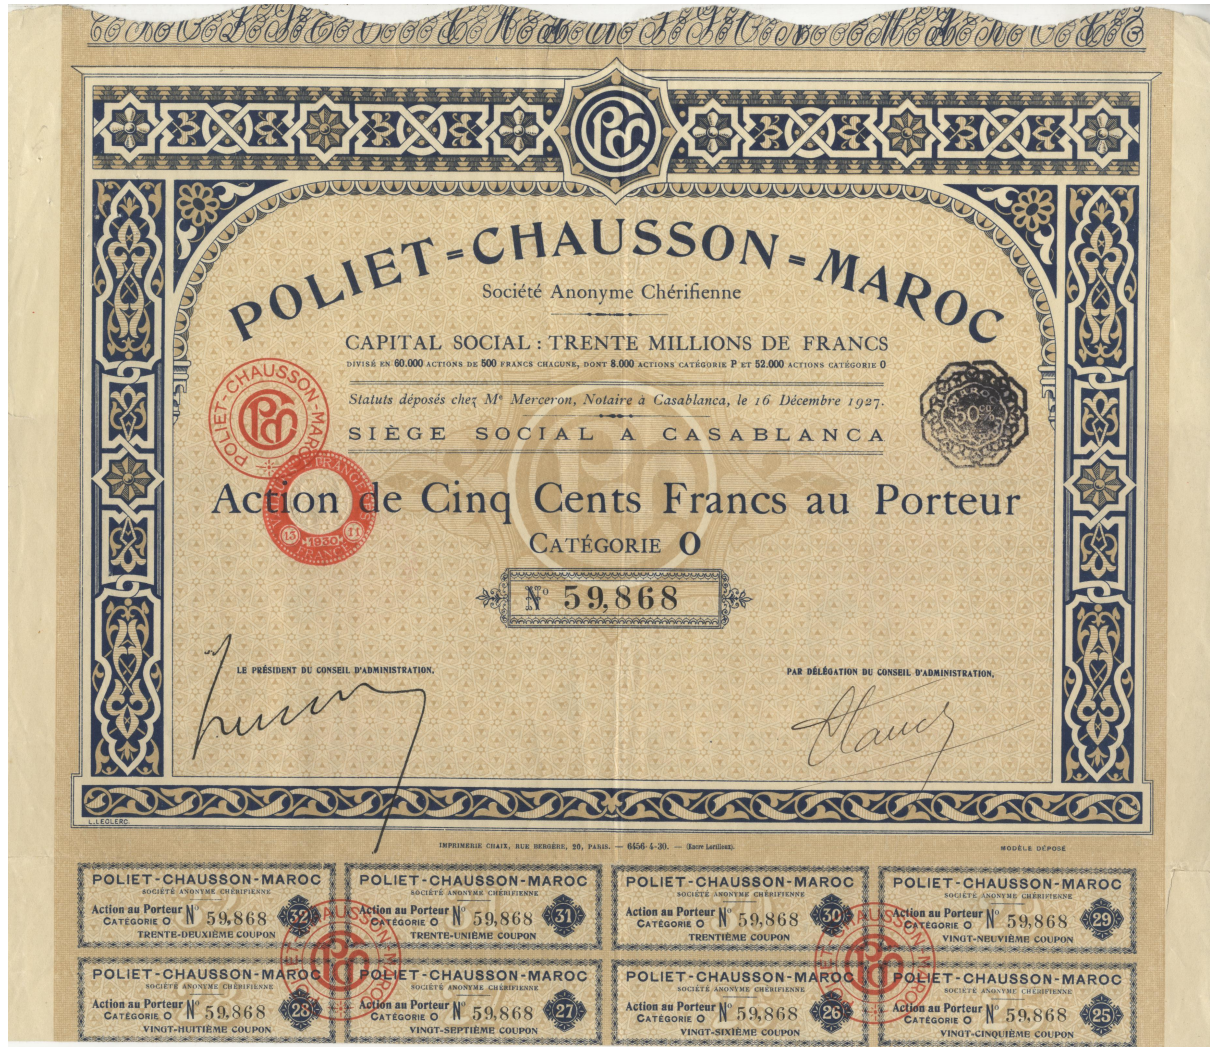 POLIET-CHAUSSON-MAROC
Société Anonyme Chérifienne
CAPITAL SOCIAL : TRENTE MILLIONS DE FRANCS
DIVISÉ EN 60.000 ACTIONS DE 500 FRANCS CHACUNE, DONT 8.000 ACTIONS CATÉGORIE P ET 52.000 ACTIONS CATÉGORIE O
Statuts déposés chez Me Merceron, Notaire à Casablanca, le 16 Décembre 1927.
SIÈGE SOCIAL A CASABLANCA
POLIET-CHAUSSON-MAROC
50
ETRANGERES
13 1930 11
FRANCE
Action de Cinq Cents Francs au Porteur
CATÉGORIE O
No 59,868
LE PRÉSIDENT DU CONSEIL D'ADMINISTRATION,
PAR DÉLÉGATION DU CONSEIL D'ADMINISTRATION,
L.LECLERC.
IMPRIMERIE CHAIX, RUE BERGÈRE, 20, PARIS. — 6456-4-30. — (Encre Lorilleux).
MODÈLE DÉPOSÉ
POLIET-CHAUSSON-MAROC
SOCIÉTÉ ANONYME CHÉRIFIENNE
Action au Porteur
CATÉGORIE O No 59,868 32
TRENTE-DEUXIÈME COUPON
POLIET-CHAUSSON-MAROC
SOCIÉTÉ ANONYME CHÉRIFIENNE
Action au Porteur
CATÉGORIE O No 59,868 31
TRENTE-UNIÈME COUPON
POLIET-CHAUSSON-MAROC
SOCIÉTÉ ANONYME CHÉRIFIENNE
Action au Porteur
CATÉGORIE O No 59,868 30
TRENTIÈME COUPON
POLIET-CHAUSSON-MAROC
SOCIÉTÉ ANONYME CHÉRIFIENNE
Action au Porteur
CATÉGORIE O No 59,868 29
VINGT-NEUVIÈME COUPON
POLIET-CHAUSSON-MAROC
SOCIÉTÉ ANONYME CHÉRIFIENNE
Action au Porteur
CATÉGORIE O No 59,868 28
VINGT-HUITIÈME COUPON
POLIET-CHAUSSON-MAROC
SOCIÉTÉ ANONYME CHÉRIFIENNE
Action au Porteur
CATÉGORIE O No 59,868 27
VINGT-SEPTIÈME COUPON
POLIET-CHAUSSON-MAROC
SOCIÉTÉ ANONYME CHÉRIFIENNE
Action au Porteur
CATÉGORIE O No 59,868 26
VINGT-SIXIÈME COUPON
POLIET-CHAUSSON-MAROC
SOCIÉTÉ ANONYME CHÉRIFIENNE
Action au Porteur
CATÉGORIE O No 59,868 25
VINGT-CINQUIÈME COUPON